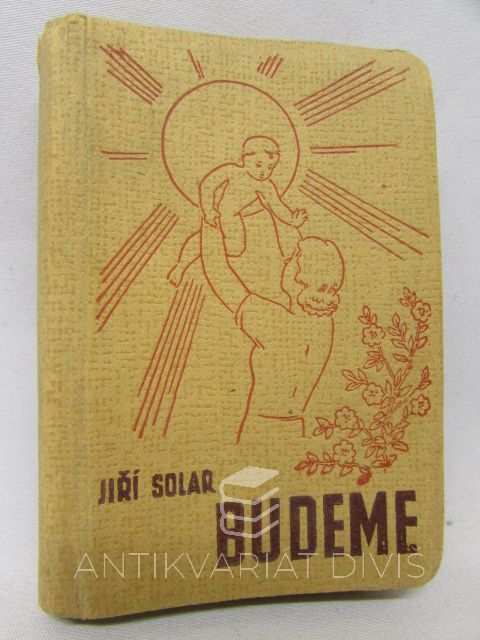 JIŘÍ SOLAR
BUDEME
ANTIKVARIÁT DIVIŠ